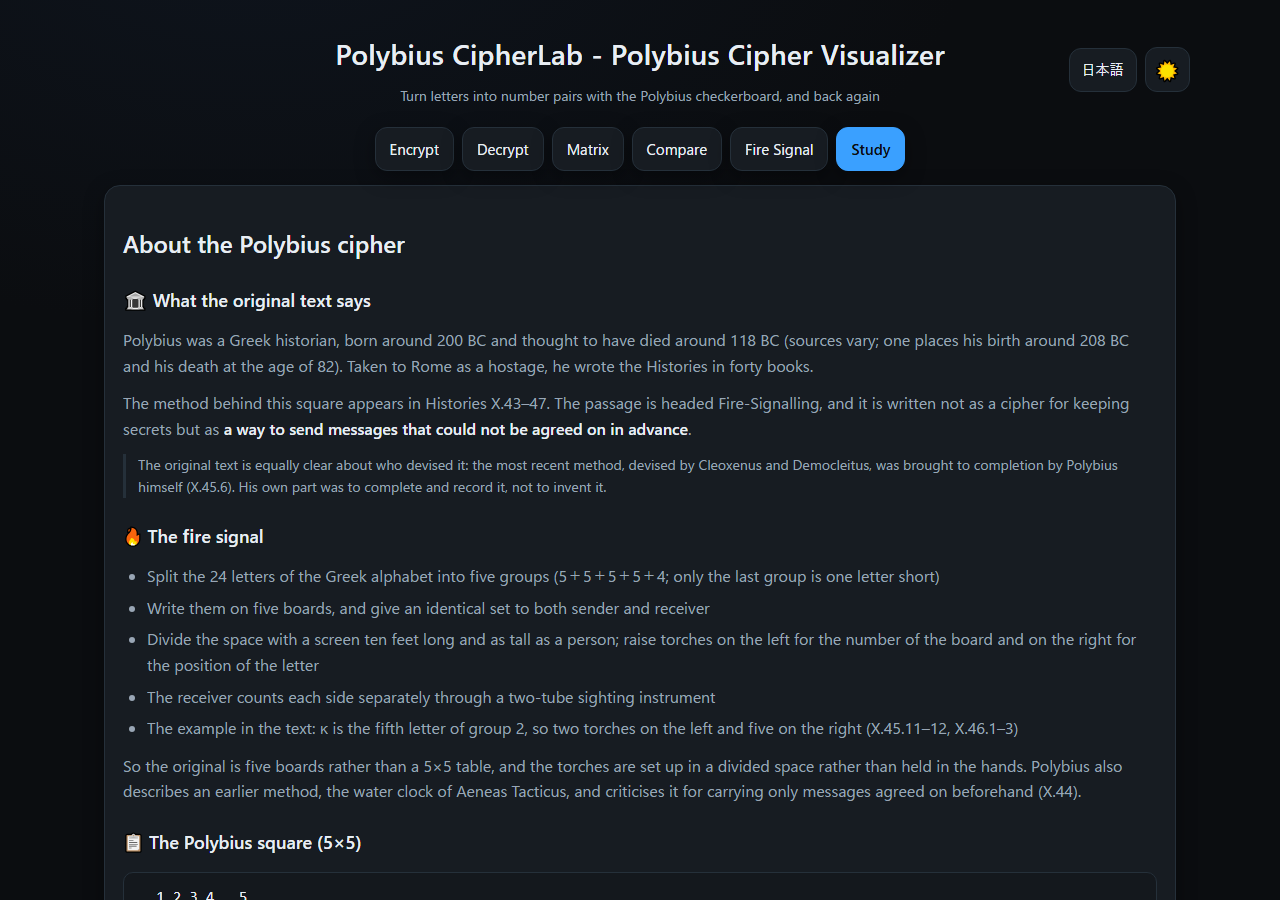 Polybius CipherLab - Polybius Cipher Visualizer
日本語
Turn letters into number pairs with the Polybius checkerboard, and back again
Encrypt Decrypt Matrix Compare Fire Signal Study
About the Polybius cipher
🏛️ What the original text says
Polybius was a Greek historian, born around 200 BC and thought to have died around 118 BC (sources vary; one places his birth around 208 BC
and his death at the age of 82). Taken to Rome as a hostage, he wrote the Histories in forty books.
The method behind this square appears in Histories X.43–47. The passage is headed Fire-Signalling, and it is written not as a cipher for keeping
secrets but as a way to send messages that could not be agreed on in advance.
The original text is equally clear about who devised it: the most recent method, devised by Cleoxenus and Democleitus, was brought to completion by Polybius
himself (X.45.6). His own part was to complete and record it, not to invent it.
🔥 The fire signal
Split the 24 letters of the Greek alphabet into five groups (5＋5＋5＋5＋4; only the last group is one letter short)
Write them on five boards, and give an identical set to both sender and receiver
Divide the space with a screen ten feet long and as tall as a person; raise torches on the left for the number of the board and on the right for
the position of the letter
The receiver counts each side separately through a two-tube sighting instrument
The example in the text: κ is the fifth letter of group 2, so two torches on the left and five on the right (X.45.11–12, X.46.1–3)
So the original is five boards rather than a 5×5 table, and the torches are set up in a divided space rather than held in the hands. Polybius also
describes an earlier method, the water clock of Aeneas Tacticus, and criticises it for carrying only messages agreed on beforehand (X.44).
📋 The Polybius square (5×5)
1 2 3 4 5